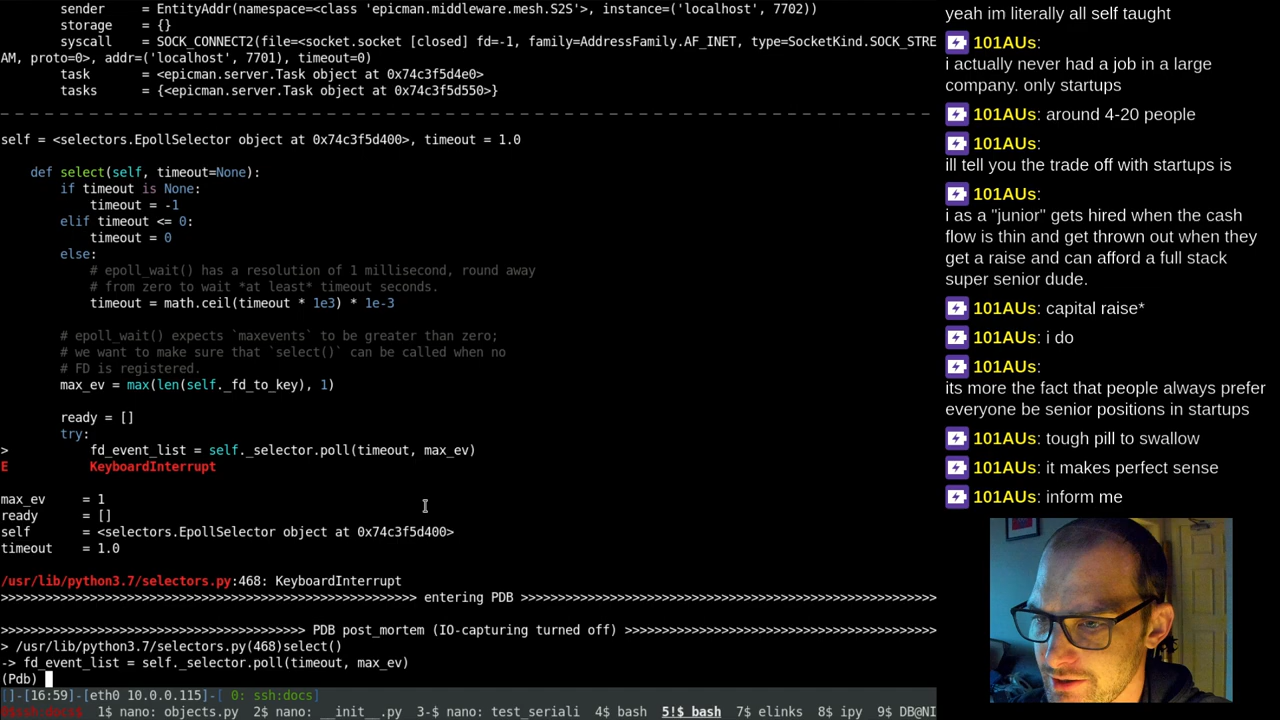 sender      = EntityAddr(namespace=<class 'epicman.middleware.mesh.S2S'>, instance=('localhost', 7702))
storage     = {}
syscall     = SOCK_CONNECT2(file=<socket.socket [closed] fd=-1, family=AddressFamily.AF_INET, type=SocketKind.SOCK_STRE
AM, proto=0>, addr=('localhost', 7701), timeout=0)
task        = <epicman.server.Task object at 0x74c3f5d4e0>
tasks       = {<epicman.server.Task object at 0x74c3f5d550>}
self = <selectors.EpollSelector object at 0x74c3f5d400>, timeout = 1.0
def select(self, timeout=None):
if timeout is None:
timeout = -1
elif timeout <= 0:
timeout = 0
else:
# epoll_wait() has a resolution of 1 millisecond, round away
# from zero to wait *at least* timeout seconds.
timeout = math.ceil(timeout * 1e3) * 1e-3
# epoll_wait() expects `maxevents` to be greater than zero;
# we want to make sure that `select()` can be called when no
# FD is registered.
max_ev = max(len(self._fd_to_key), 1)
ready = []
try:
>           fd_event_list = self._selector.poll(timeout, max_ev)
E           KeyboardInterrupt
max_ev     = 1
ready      = []
self       = <selectors.EpollSelector object at 0x74c3f5d400>
timeout    = 1.0
/usr/lib/python3.7/selectors.py:468: KeyboardInterrupt
>>>>>>>>>>>>>>>>>>>>>>>>>>>>>>>>>>>>>>>>>>>>>>>>>>>>>>> entering PDB >>>>>>>>>>>>>>>>>>>>>>>>>>>>>>>>>>>>>>>>>>>>>>>>>>>>>>>>
>>>>>>>>>>>>>>>>>>>>>>>>>>>>>>>>>>>>>>>> PDB post_mortem (IO-capturing turned off) >>>>>>>>>>>>>>>>>>>>>>>>>>>>>>>>>>>>>>>>>>
> /usr/lib/python3.7/selectors.py(468)select()
-> fd_event_list = self._selector.poll(timeout, max_ev)
(Pdb)
[]-[16:59]-[eth0 10.0.0.115]-[ 0: ssh:docs]
0$ssh:docs 1$ nano: objects.py 2$ nano: __init__.py 3-$ nano: test_seriali 4$ bash 5!$ bash 7$ elinks 8$ ipy 9$ DB@NI
yeah im literally all self taught
101AUs:
i actually never had a job in a large
company. only startups
101AUs: around 4-20 people
101AUs:
ill tell you the trade off with startups is
101AUs:
i as a "junior" gets hired when the cash
flow is thin and get thrown out when they
get a raise and can afford a full stack
super senior dude.
101AUs: capital raise*
101AUs: i do
101AUs:
its more the fact that people always prefer
everyone be senior positions in startups
101AUs: tough pill to swallow
101AUs: it makes perfect sense
101AUs: inform me